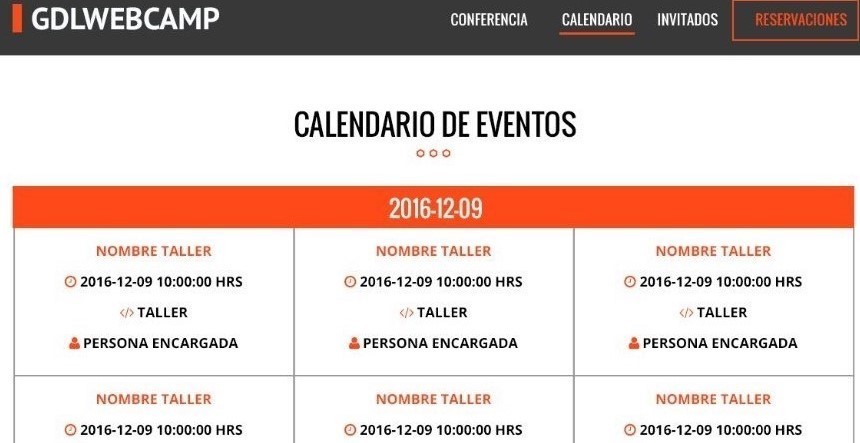 GDLWEBCAMP
CONFERENCIA CALENDARIO INVITADOS RESERVACIONES
CALENDARIO DE EVENTOS
2016-12-09
NOMBRE TALLER NOMBRE TALLER NOMBRE TALLER
2016-12-09 10:00:00 HRS 2016-12-09 10:00:00 HRS 2016-12-09 10:00:00 HRS
</> TALLER </> TALLER </> TALLER
PERSONA ENCARGADA PERSONA ENCARGADA PERSONA ENCARGADA
NOMBRE TALLER NOMBRE TALLER NOMBRE TALLER
2016-12-09 10:00:00 HRS 2016-12-09 10:00:00 HRS 2016-12-09 10:00:00 HRS